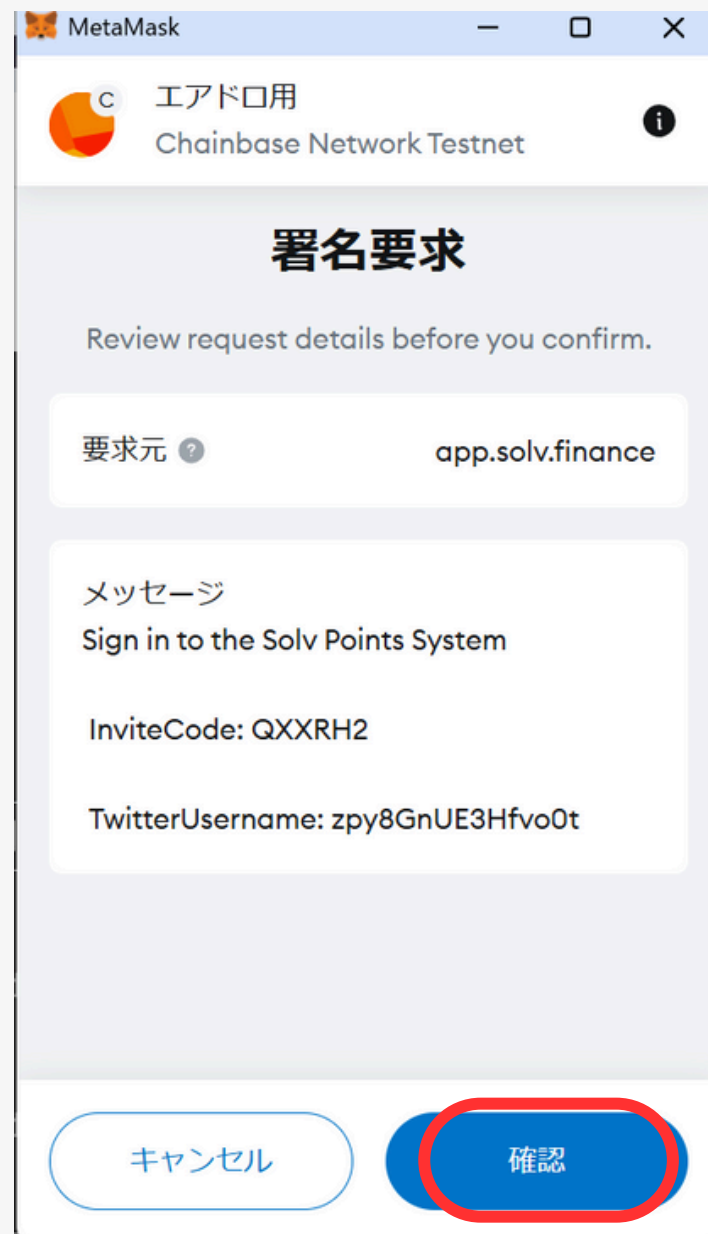 MetaMask
C
エアドロ用
Chainbase Network Testnet
署名要求
Review request details before you confirm.
要求元
app.solv.finance
メッセージ
Sign in to the Solv Points System
InviteCode: QXXRH2
TwitterUsername: zpy8GnUE3Hfvo0t
キャンセル
確認